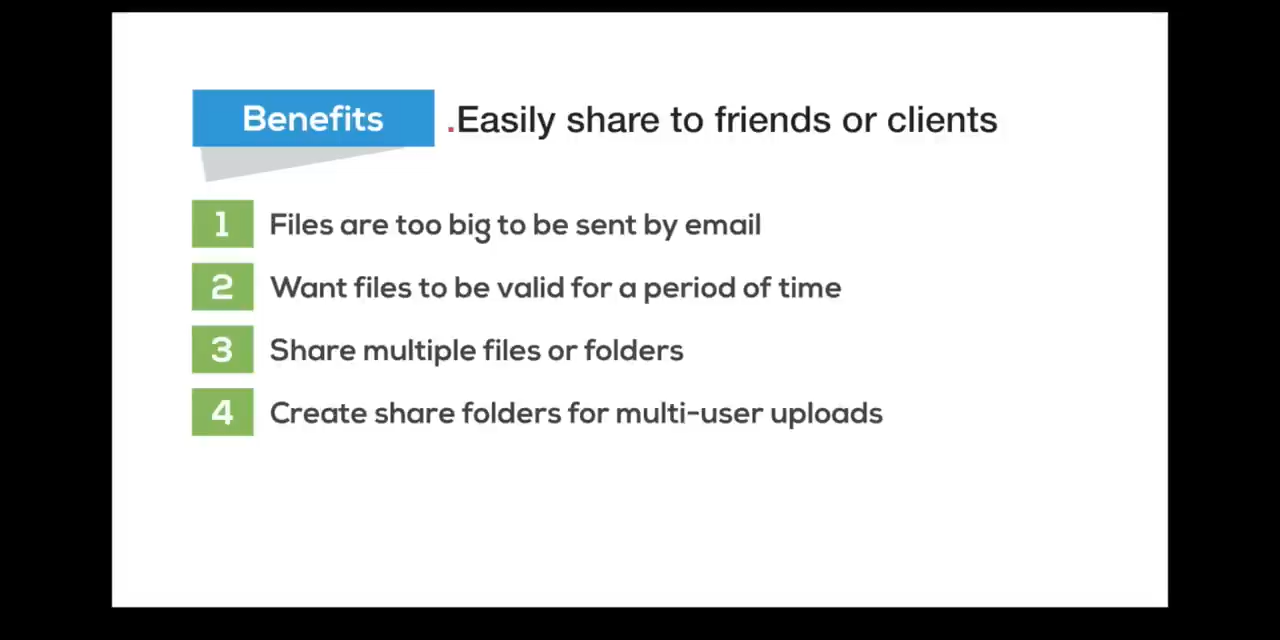 Benefits .Easily share to friends or clients
1 Files are too big to be sent by email
2 Want files to be valid for a period of time
3 Share multiple files or folders
4 Create share folders for multi-user uploads